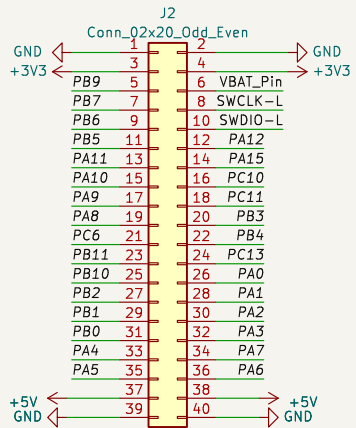 J2
Conn_02x20_Odd_Even
GND 1 2 GND
+3V3 3 4 +3V3
PB9 5 6 VBAT_Pin
PB7 7 8 SWCLK-L
PB6 9 10 SWDIO-L
PB5 11 12 PA12
PA11 13 14 PA15
PA10 15 16 PC10
PA9 17 18 PC11
PA8 19 20 PB3
PC6 21 22 PB4
PB11 23 24 PC13
PB10 25 26 PA0
PB2 27 28 PA1
PB1 29 30 PA2
PB0 31 32 PA3
PA4 33 34 PA7
PA5 35 36 PA6
+5V 37 38 +5V
GND 39 40 GND